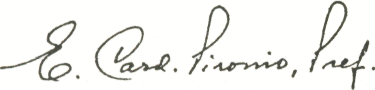 E. Card. Pironio, Pref.